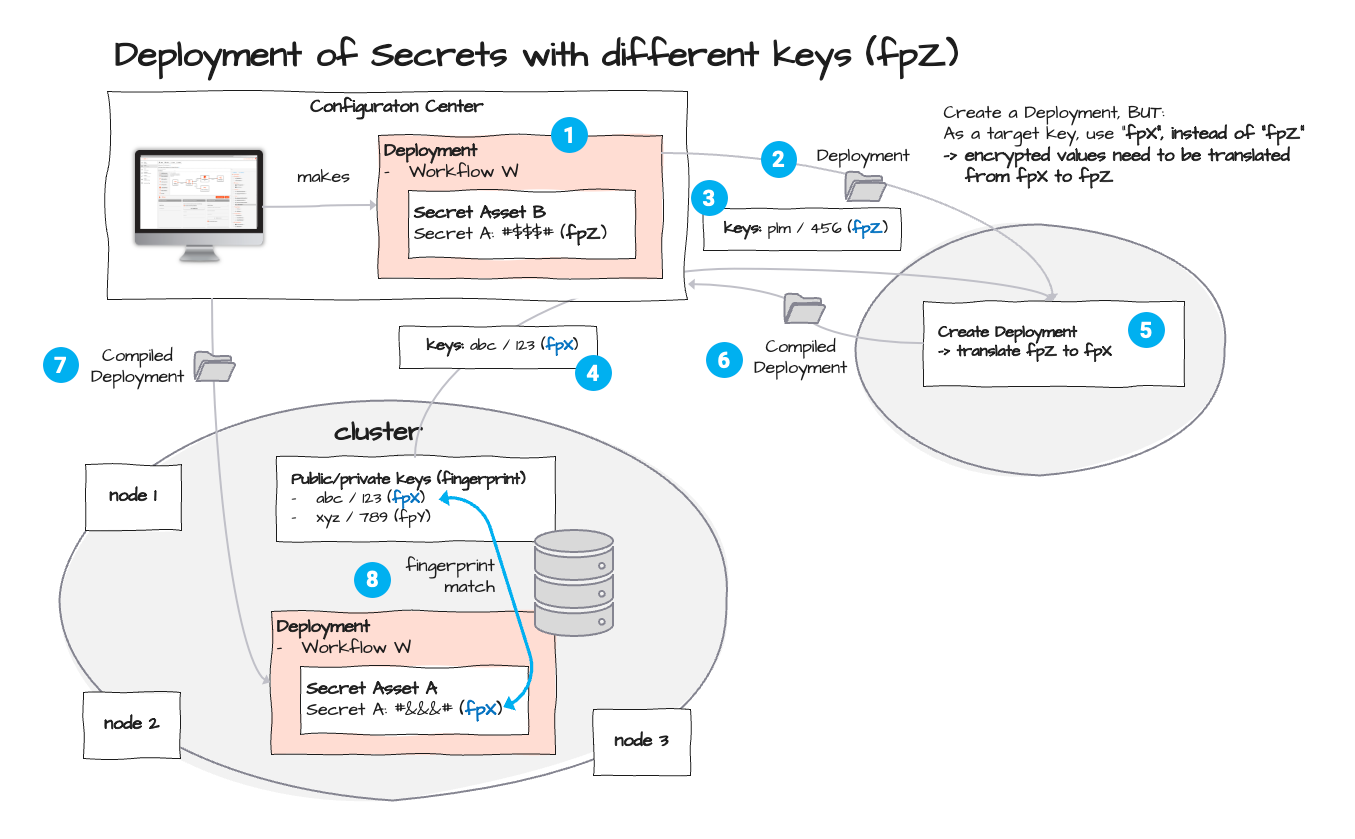 Deployment of Secrets with different keys (fpZ)
Configuraton Center
1
Deployment
- Workflow W
makes
Secret Asset B
Secret A: #$$$# (fpZ)
2
Deployment
3
keys: plm / 456 (fpZ)
Create a Deployment, BUT:
As a target key, use "fpX", instead of "fpZ"
-> encrypted values need to be translated
from fpX to fpZ
keys: abc / 123 (fpX)
4
5
Create Deployment
-> translate fpZ to fpX
6
Compiled
Deployment
7
Compiled
Deployment
cluster
node 1
Public/private keys (fingerprint)
- abc / 123 (fpX)
- xyz / 789 (fpY)
8
fingerprint
match
Deployment
- Workflow W
Secret Asset A
Secret A: #&&&# (fpX)
node 2
node 3